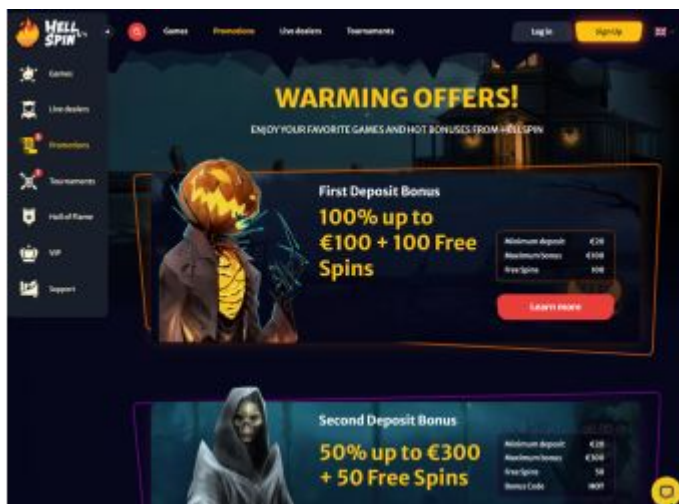 HELL
SPIN
Games
Promotions
Live dealers
Tournaments
Log in
Sign Up
Games
Live dealers
Promotions
Tournaments
Hall of Flame
VIP
Support
WARMING OFFERS!
ENJOY YOUR FAVORITE GAMES AND HOT BONUSES FROM HELLSPIN
First Deposit Bonus
100% up to
€100 + 100 Free
Spins
Minimum deposit €20
Maximum bonus €100
Free Spins 100
Learn more
Second Deposit Bonus
50% up to €300
+ 50 Free Spins
Minimum deposit €20
Maximum bonus €300
Free Spins 50
Bonus Code HOT